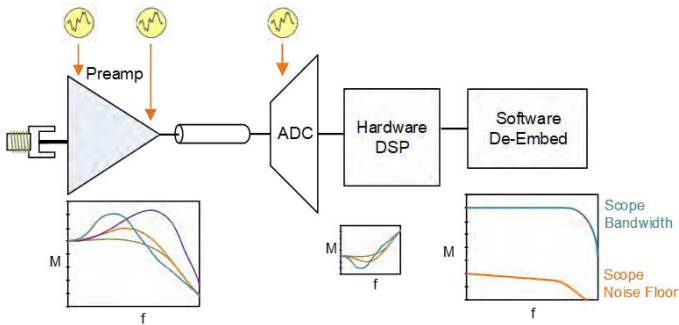 Preamp
ADC
Hardware
DSP
Software
De-Embed
M
f
M
f
M
f
Scope
Bandwidth
Scope
Noise Floor